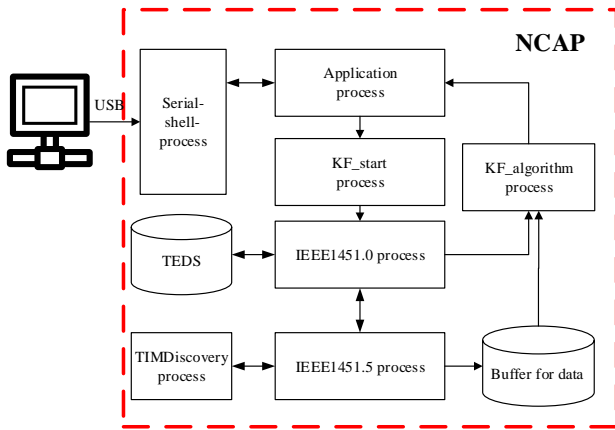 NCAP
USB
Serial-
shell-
process
Application
process
KF_start
process
KF_algorithm
process
TEDS
IEEE1451.0 process
TIMDiscovery
process
IEEE1451.5 process
Buffer for data